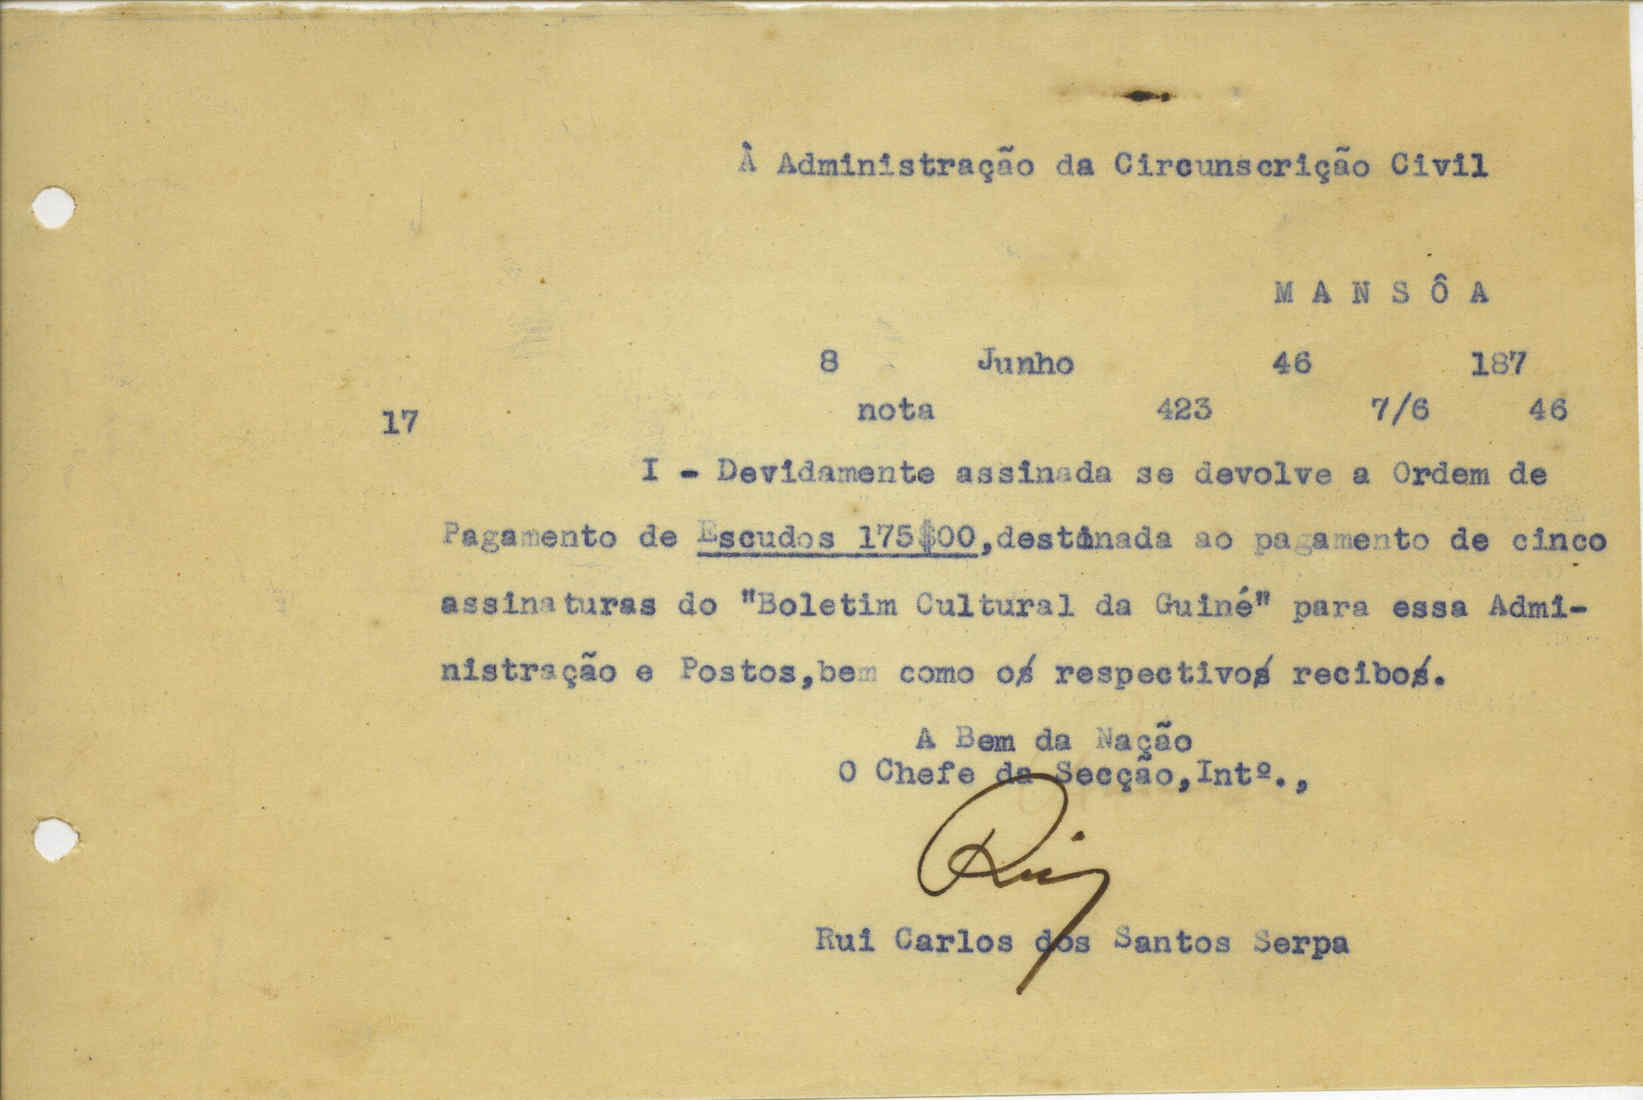 À Administração da Circunscrição Civil
M A N S Ô A
8 Junho 46 187
17 nota 423 7/6 46
I - Devidamente assinada se devolve a Ordem de
Pagamento de Escudos 175$00,destinada ao pagamento de cinco
assinaturas do "Boletim Cultural da Guiné" para essa Admi-
nistração e Postos,bem como os respectivos recibos.
A Bem da Nação
O Chefe da Secção,Intº.,
Rui
Rui Carlos dos Santos Serpa